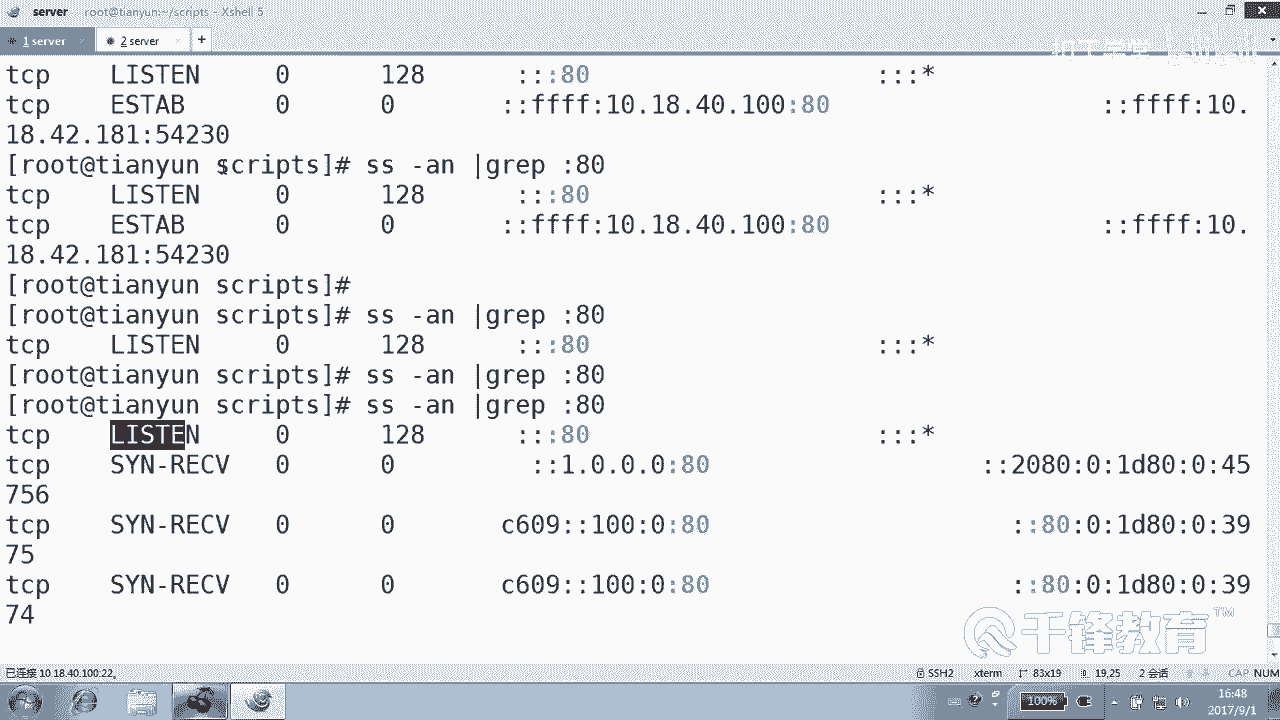 server root@tianyun:~/scripts - Xshell 5
1 server 2 server +
tcp LISTEN 0 128 :::80 :::*
tcp ESTAB 0 0 ::ffff:10.18.40.100:80 ::ffff:10.
18.42.181:54230
[root@tianyun scripts]# ss -an |grep :80
tcp LISTEN 0 128 :::80 :::*
tcp ESTAB 0 0 ::ffff:10.18.40.100:80 ::ffff:10.
18.42.181:54230
[root@tianyun scripts]#
[root@tianyun scripts]# ss -an |grep :80
tcp LISTEN 0 128 :::80 :::*
[root@tianyun scripts]# ss -an |grep :80
[root@tianyun scripts]# ss -an |grep :80
tcp LISTEN 0 128 :::80 :::*
tcp SYN-RECV 0 0 ::1.0.0.0:80 ::2080:0:1d80:0:45
756
tcp SYN-RECV 0 0 c609::100:0:80 ::80:0:1d80:0:39
75
tcp SYN-RECV 0 0 c609::100:0:80 ::80:0:1d80:0:39
74
千锋教育™
已连接 10.18.40.100:22。 SSH2 xterm 83x19 19,25 2 会话 CAP NUM
100% 16:48
2017/9/1